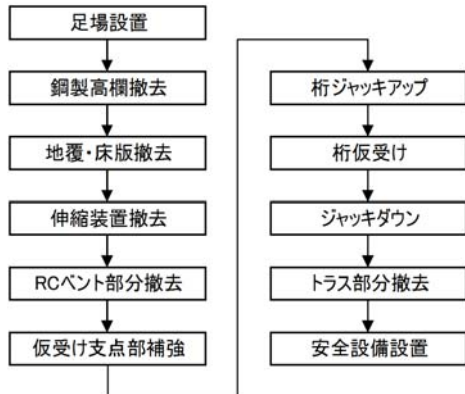 足場設置
鋼製高欄撤去
地覆・床版撤去
伸縮装置撤去
RCベント部分撤去
仮受け支点部補強
桁ジャッキアップ
桁仮受け
ジャッキダウン
トラス部分撤去
安全設備設置